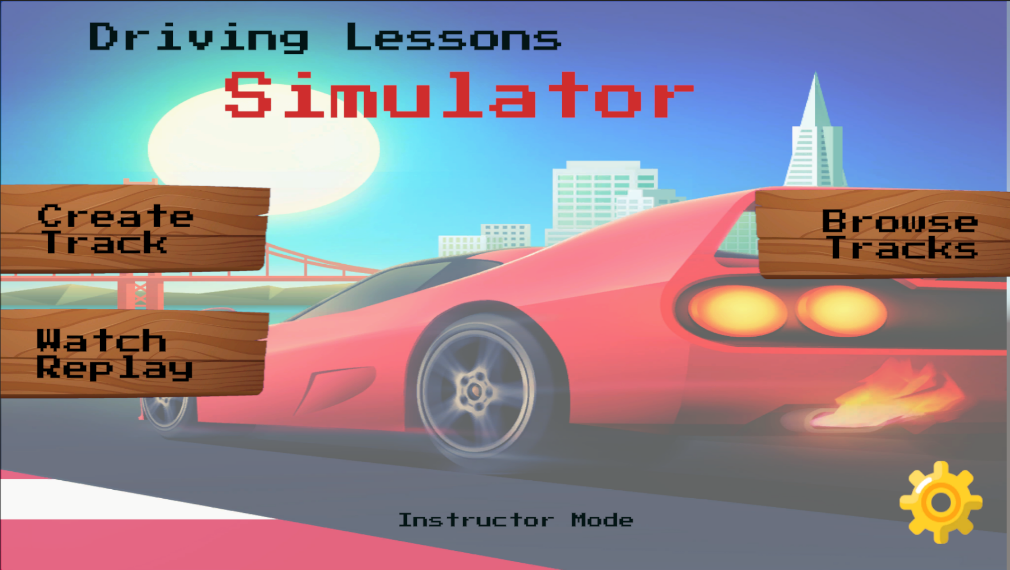 Driving Lessons
Simulator
Create
Track
Browse
Tracks
Watch
Replay
Instructor Mode